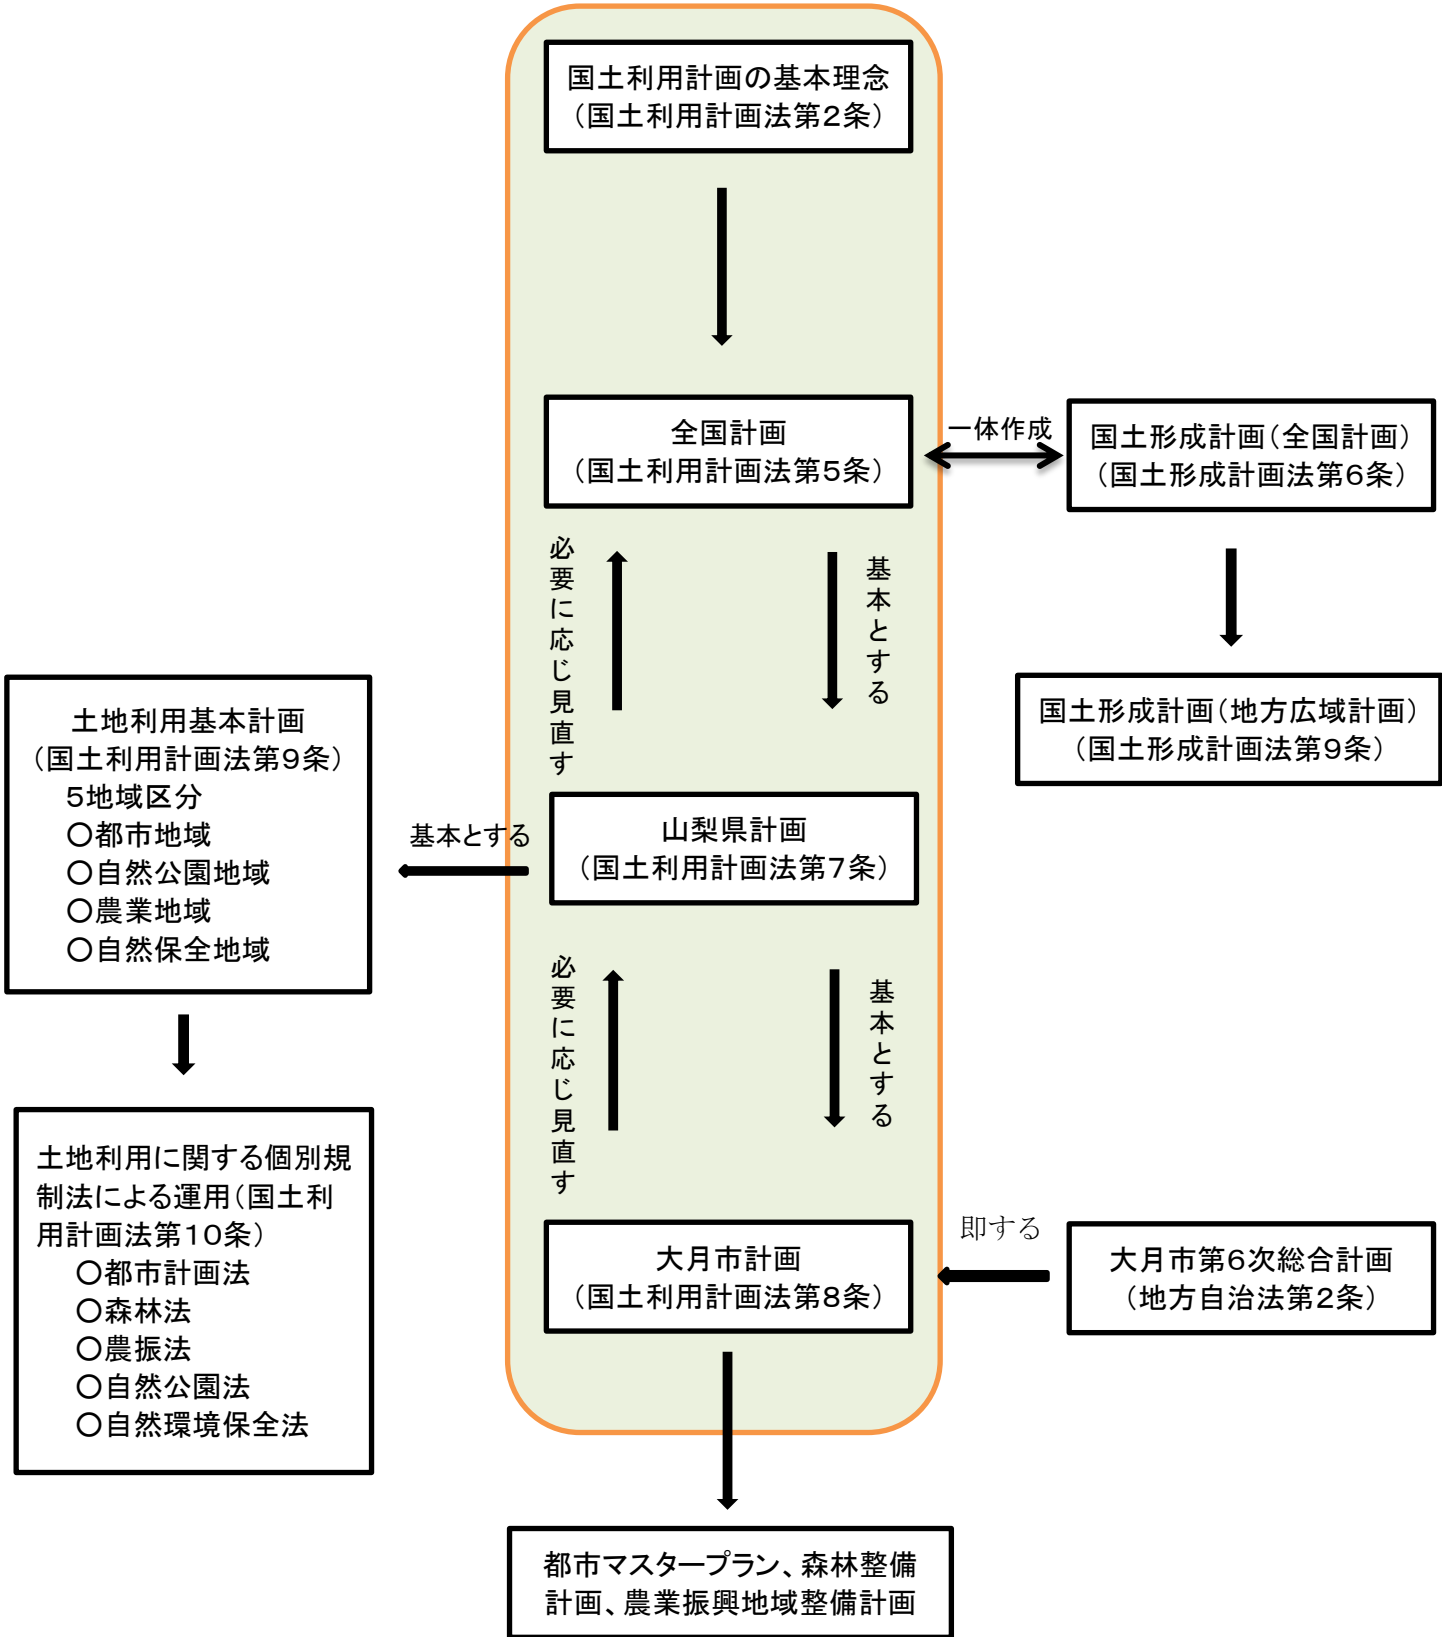 国土利用計画の基本理念
(国土利用計画法第2条)
全国計画
(国土利用計画法第5条)
一体作成
国土形成計画(全国計画)
(国土形成計画法第6条)
必要に応じ見直す
基本とする
国土形成計画(地方広域計画)
(国土形成計画法第9条)
土地利用基本計画
(国土利用計画法第9条)
5地域区分
○都市地域
○自然公園地域
○農業地域
○自然保全地域
基本とする
山梨県計画
(国土利用計画法第7条)
必要に応じ見直す
基本とする
土地利用に関する個別規
制法による運用(国土利
用計画法第10条)
○都市計画法
○森林法
○農振法
○自然公園法
○自然環境保全法
大月市計画
(国土利用計画法第8条)
即する
大月市第6次総合計画
(地方自治法第2条)
都市マスタープラン、森林整備
計画、農業振興地域整備計画